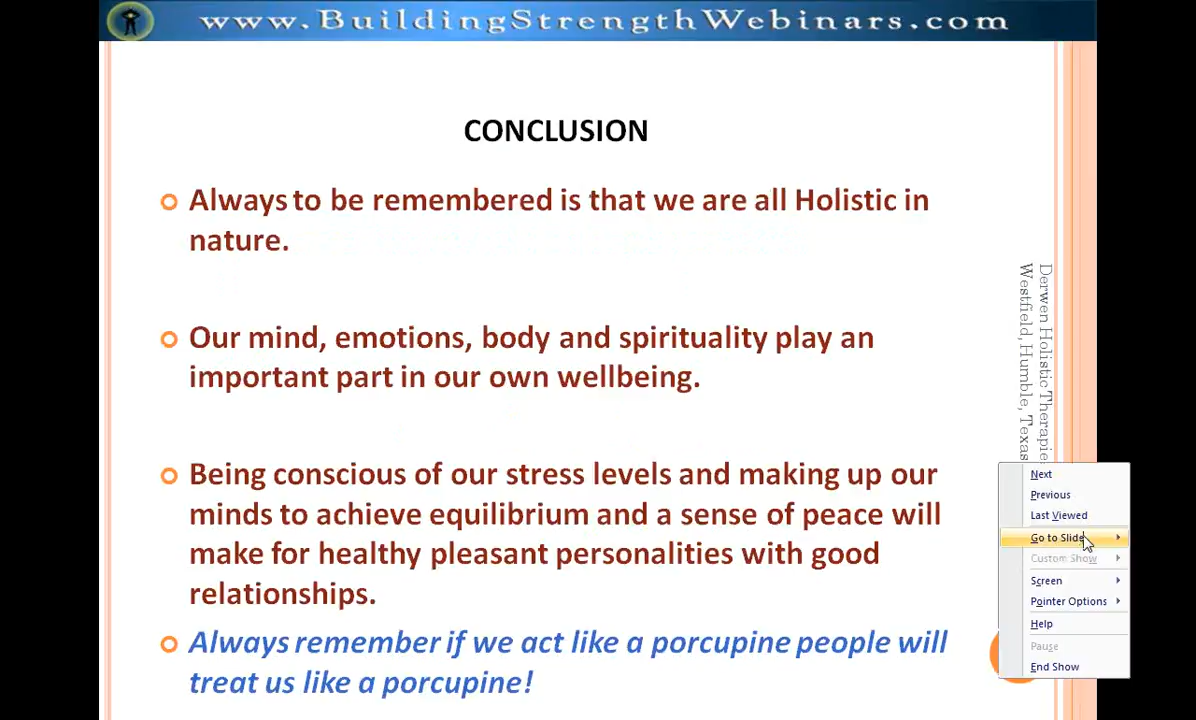 www.BuildingStrengthWebinars.com
CONCLUSION
Always to be remembered is that we are all Holistic in
nature.
Our mind, emotions, body and spirituality play an
important part in our own wellbeing.
Being conscious of our stress levels and making up our
minds to achieve equilibrium and a sense of peace will
make for healthy pleasant personalities with good
relationships.
Always remember if we act like a porcupine people will
treat us like a porcupine!
Derwen Holistic Therapies
Westfield, Humble, Texas
Next
Previous
Last Viewed
Go to Slide
Custom Show
Screen
Pointer Options
Help
Pause
End Show